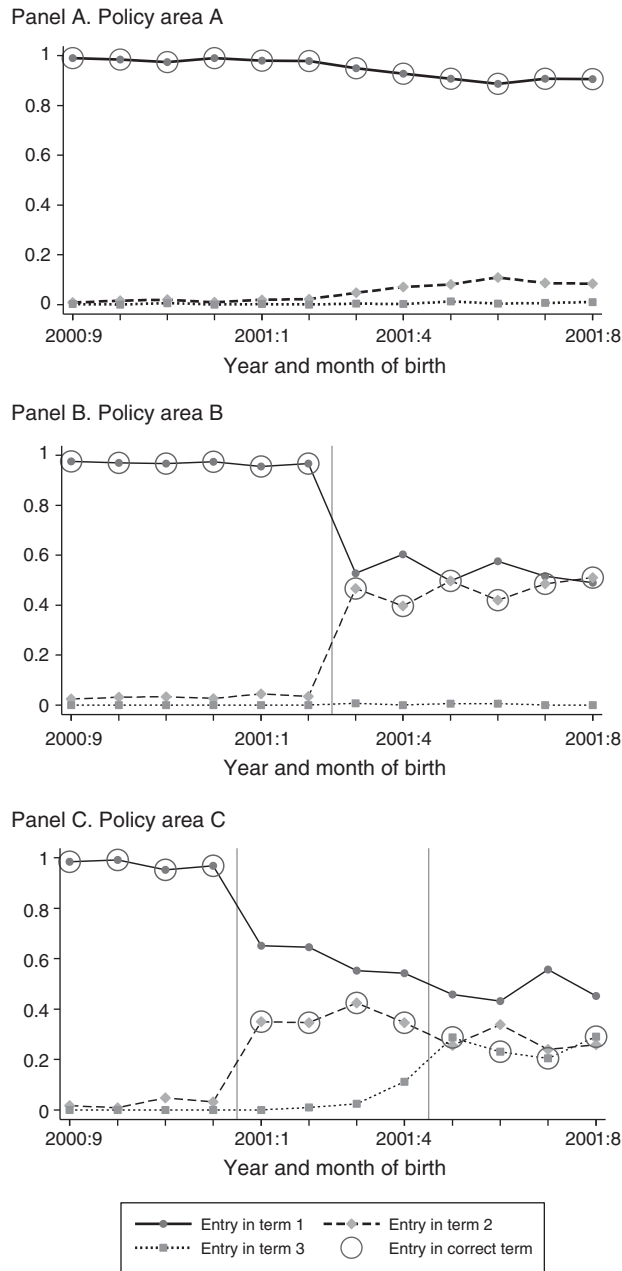 Panel A. Policy area A
1
0.8
0.6
0.4
0.2
0
2000:9 2001:1 2001:4 2001:8
Year and month of birth
Panel B. Policy area B
1
0.8
0.6
0.4
0.2
0
2000:9 2001:1 2001:4 2001:8
Year and month of birth
Panel C. Policy area C
1
0.8
0.6
0.4
0.2
0
2000:9 2001:1 2001:4 2001:8
Year and month of birth
Entry in term 1 Entry in term 2
Entry in term 3 Entry in correct term